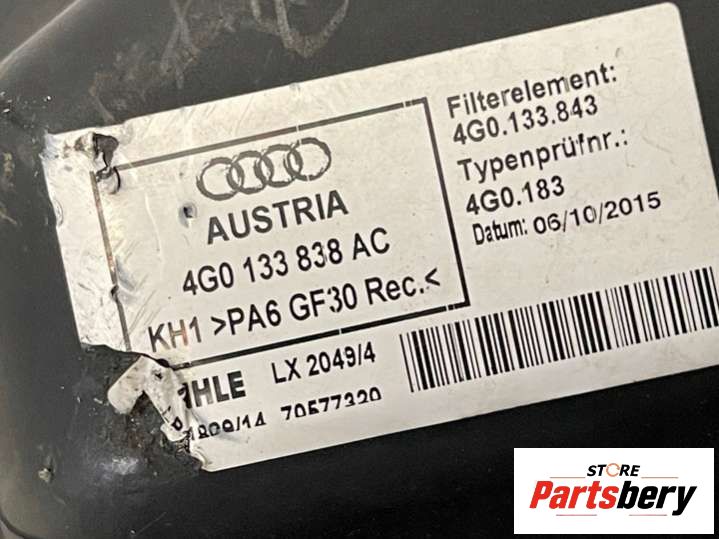 AUSTRIA
4G0 133 838 AC
KH1 >PA6 GF30 Rec.<
Filterelement:
4G0.133.843
Typenprüfnr.:
4G0.183
Datum: 06/10/2015
LX 2049/4
70577320
STORE
Partsbery